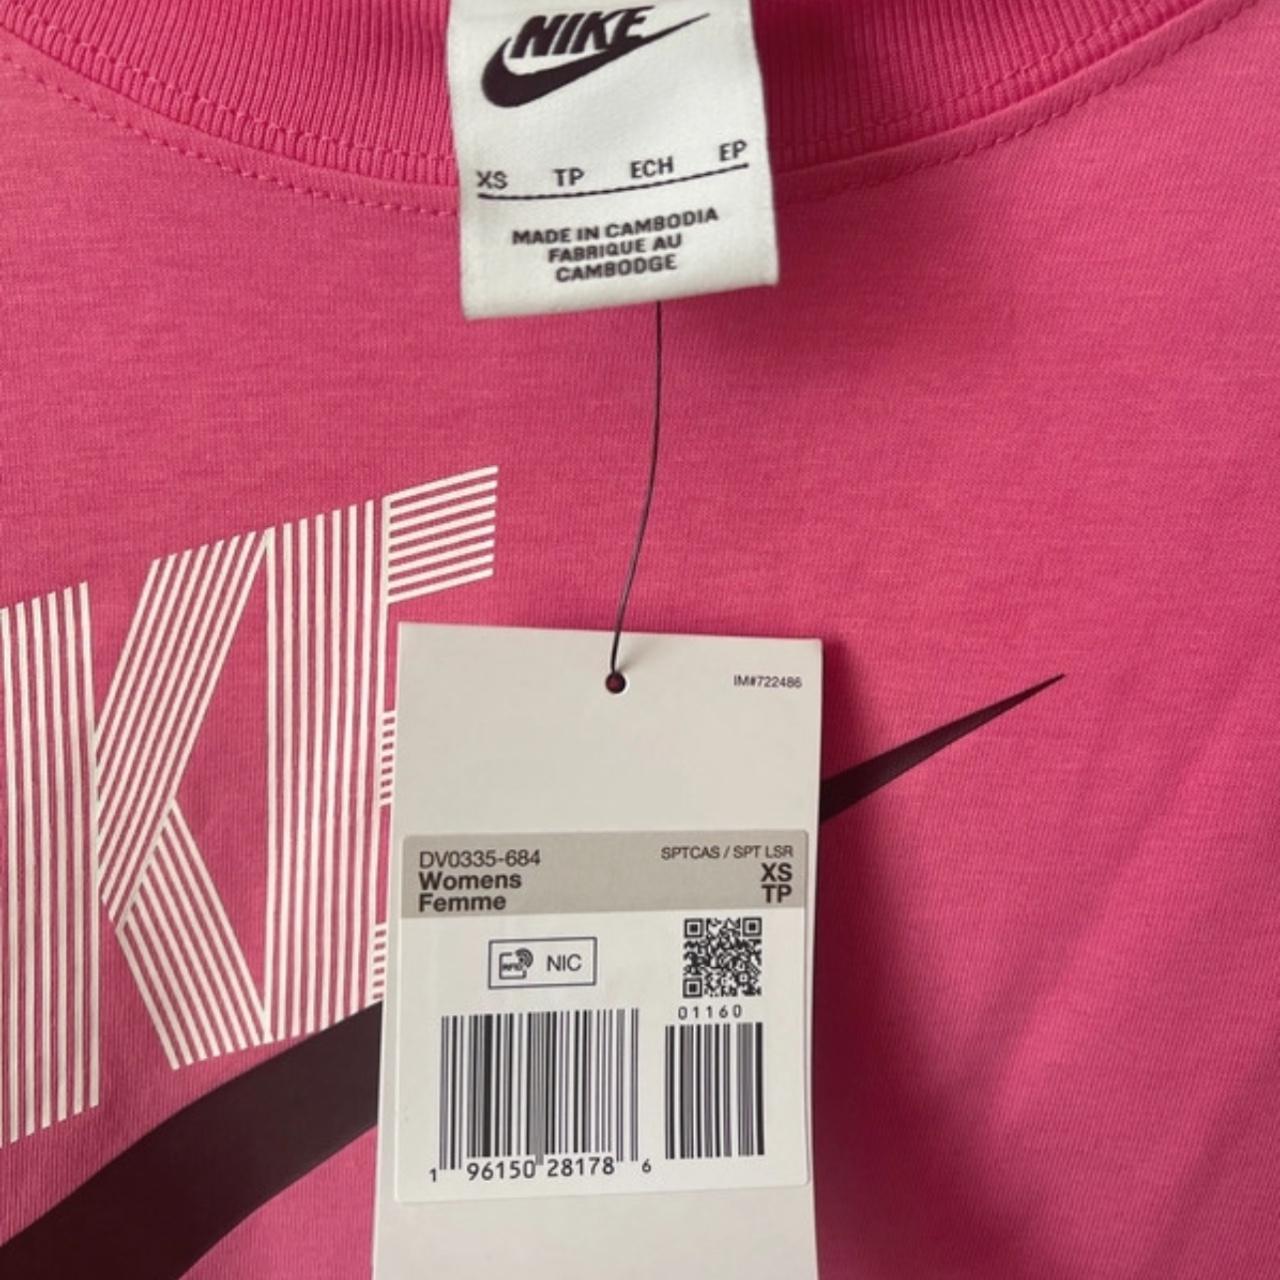 NIKE
XS TP ECH EP
MADE IN CAMBODIA
FABRIQUE AU
CAMBODGE
KE
IM#722486
DV0335-684
SPTCAS / SPT LSR
Womens
XS
Femme
TP
RFID NIC
01160
1 96150 28178 6